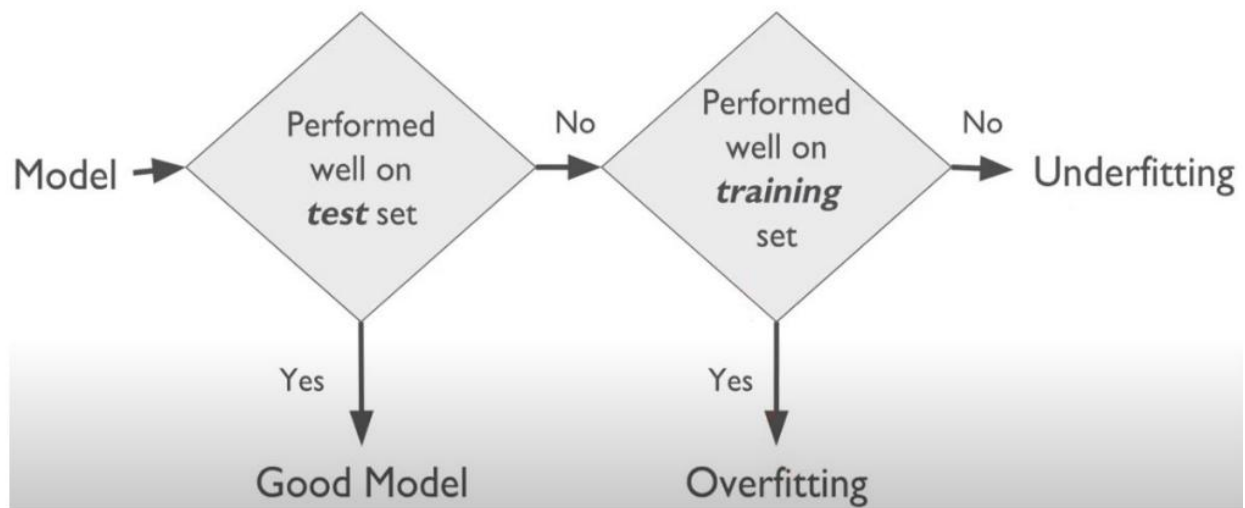 Model
Performed
well on
test set
No
Yes
Good Model
Performed
well on
training
set
No
Underfitting
Yes
Overfitting